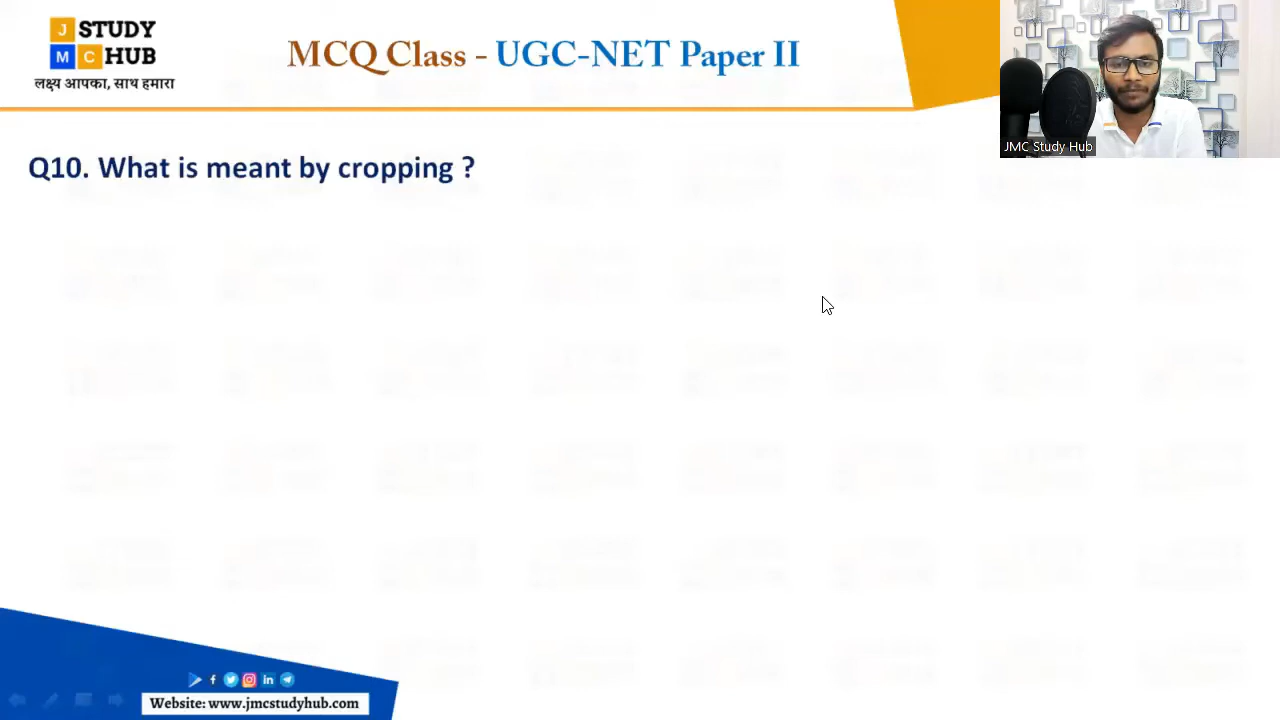 J STUDY
MC HUB
लक्ष्य आपका, साथ हमारा
MCQ Class - UGC-NET Paper II
JMC Study Hub
Q10. What is meant by cropping ?
Website: www.jmcstudyhub.com